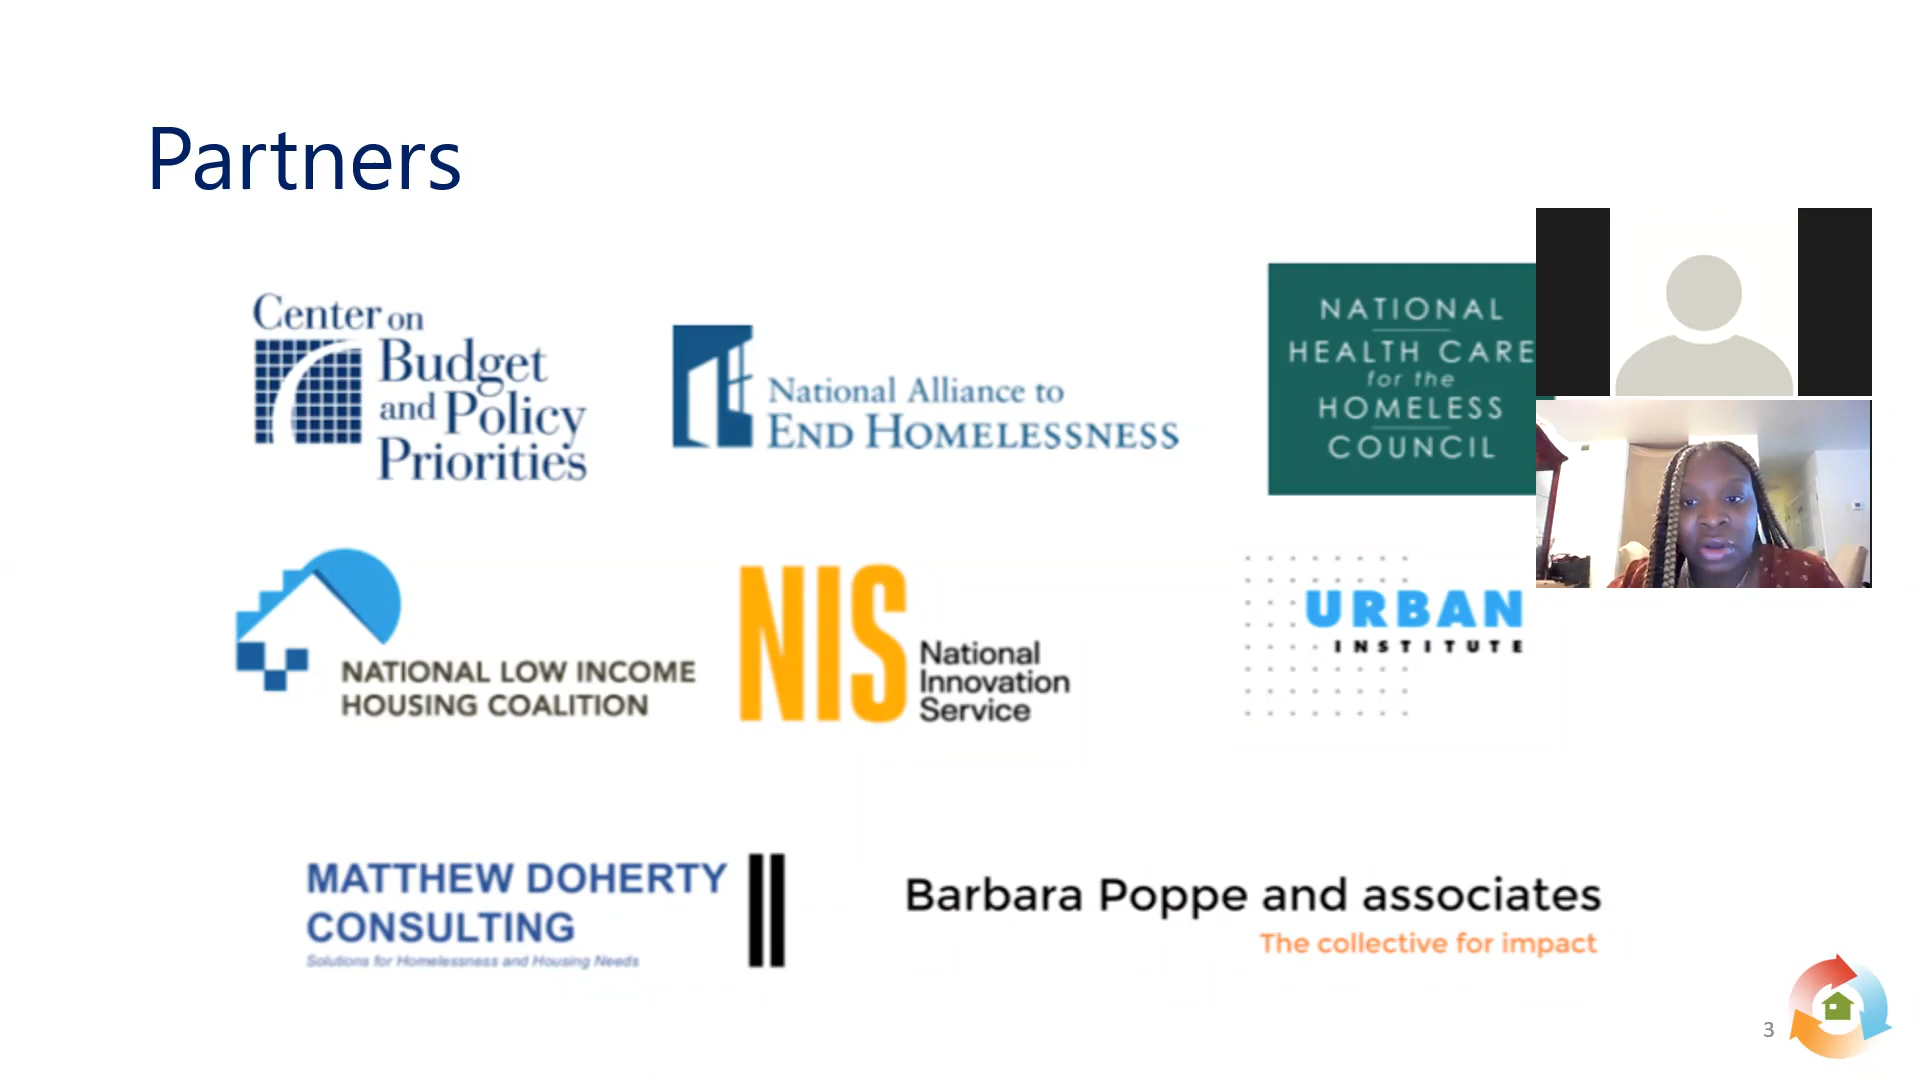 Partners
Center on
Budget
and Policy
Priorities
National Alliance to
END HOMELESSNESS
NATIONAL
HEALTH CARE
for the
HOMELESS
COUNCIL
NATIONAL LOW INCOME
HOUSING COALITION
NIS
National
Innovation
Service
URBAN
INSTITUTE
MATTHEW DOHERTY
CONSULTING
Solutions for Homelessness and Housing Needs
Barbara Poppe and associates
The collective for impact
3